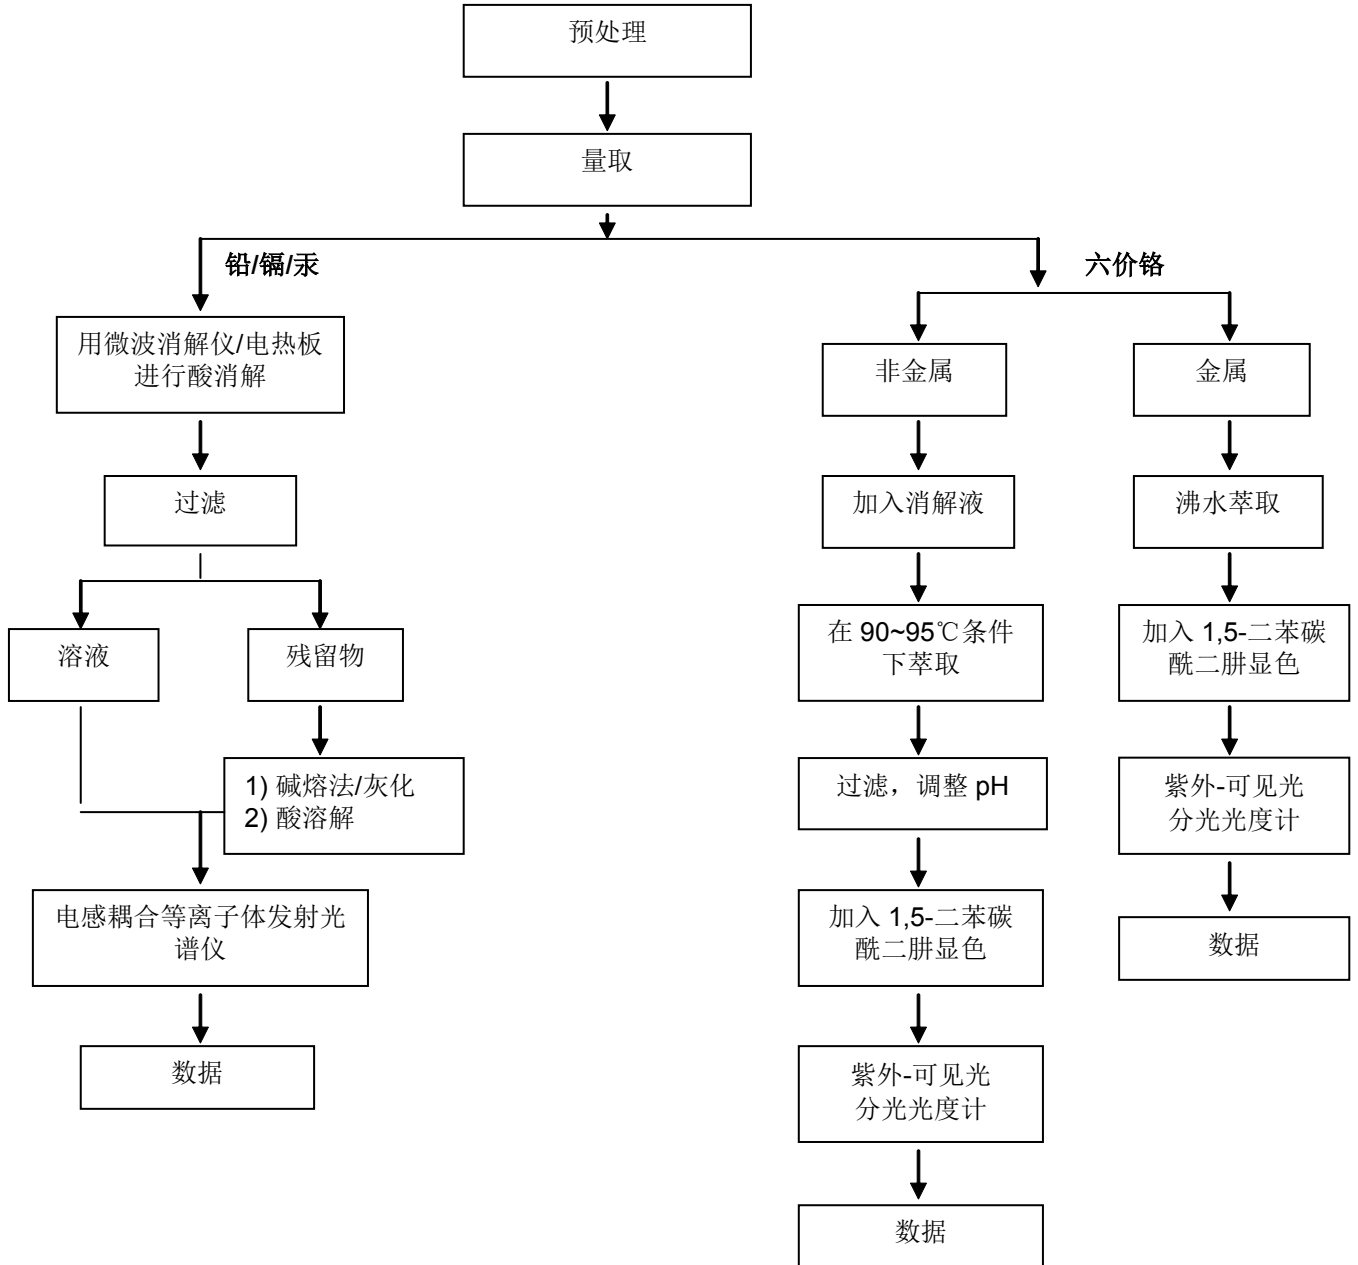 预处理
量取
铅/镉/汞
六价铬
用微波消解仪/电热板
进行酸消解
过滤
溶液
残留物
1) 碱熔法/灰化
2) 酸溶解
电感耦合等离子体发射光
谱仪
数据
非金属
加入消解液
在 90~95℃条件
下萃取
过滤，调整 pH
加入 1,5-二苯碳
酰二肼显色
紫外-可见光
分光光度计
数据
金属
沸水萃取
加入 1,5-二苯碳
酰二肼显色
紫外-可见光
分光光度计
数据